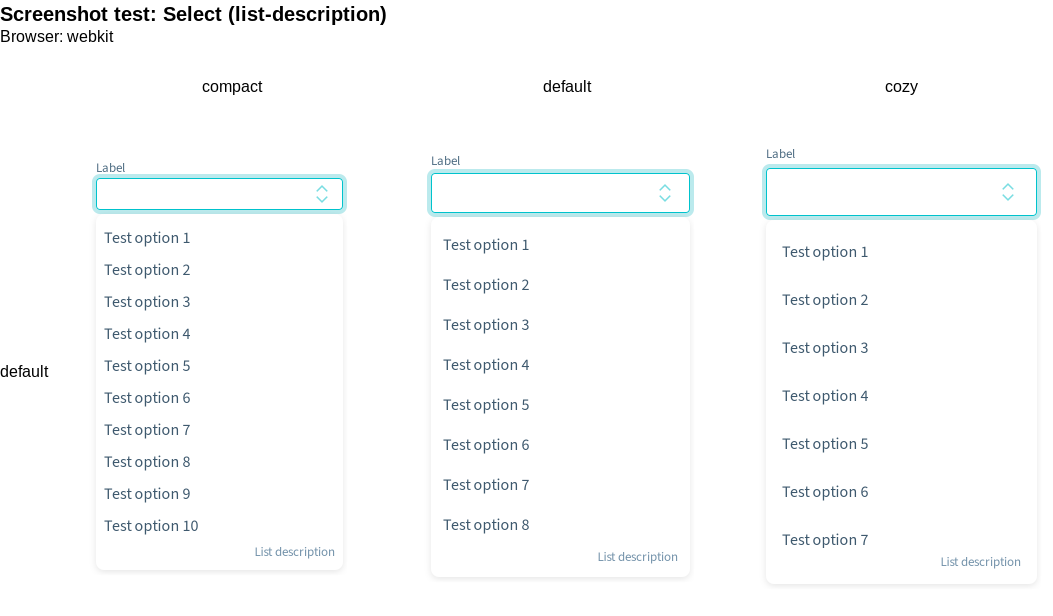 Screenshot test: Select (list-description)
Browser: webkit
compact
default
cozy
default
Label
Test option 1
Test option 2
Test option 3
Test option 4
Test option 5
Test option 6
Test option 7
Test option 8
Test option 9
Test option 10
List description
Label
Test option 1
Test option 2
Test option 3
Test option 4
Test option 5
Test option 6
Test option 7
Test option 8
List description
Label
Test option 1
Test option 2
Test option 3
Test option 4
Test option 5
Test option 6
Test option 7
List description